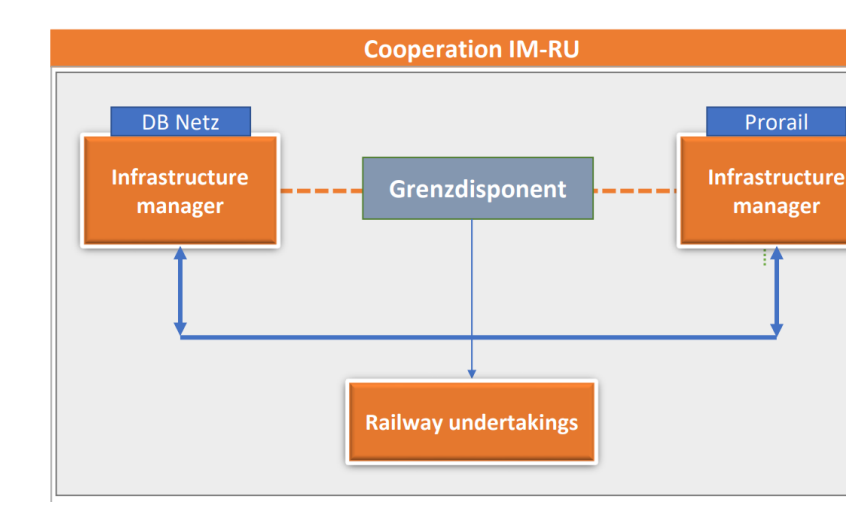 Cooperation IM-RU
DB Netz
Prorail
Infrastructure
manager
Grenzdisponent
Infrastructure
manager
Railway undertakings